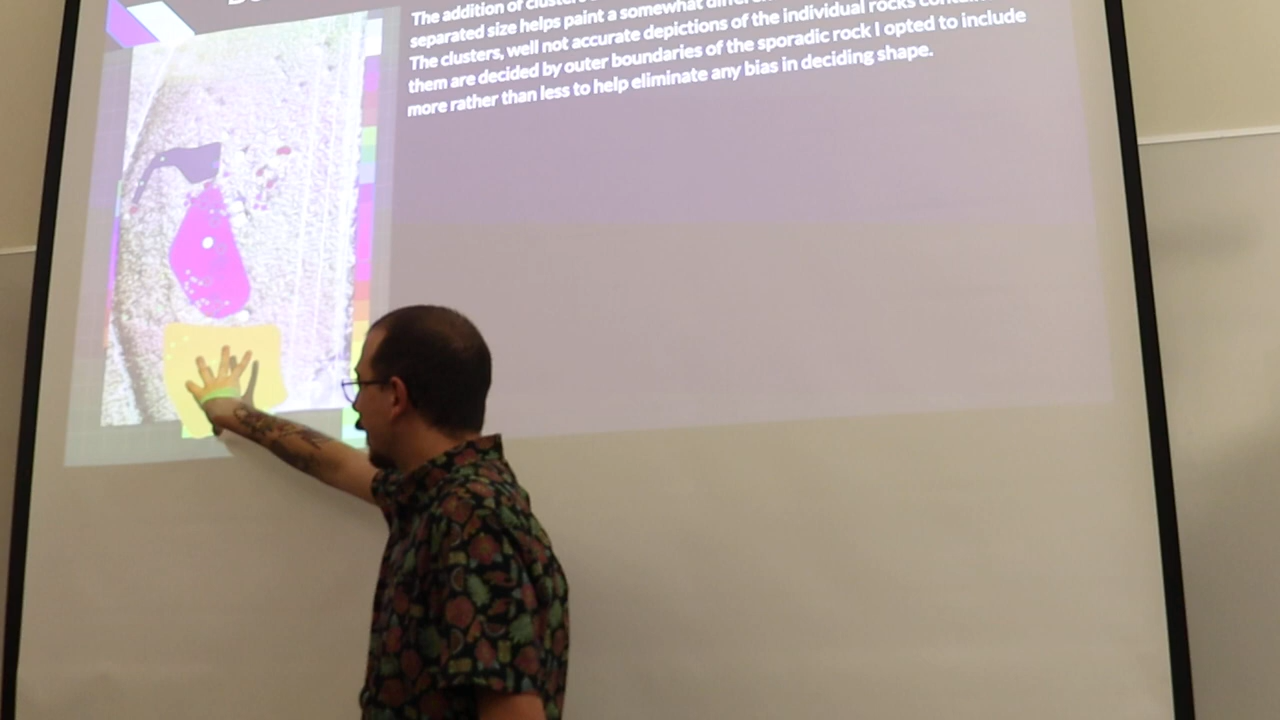 The addition of clusters
separated size helps paint a somewhat
The clusters, well not accurate depictions of the individual rocks
them are decided by outer boundaries of the sporadic rock I opted to include
more rather than less to help eliminate any bias in deciding shape.